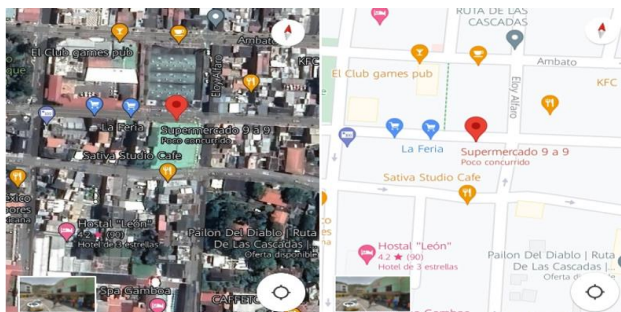 El Club games pub
Ambato
Eloy Alfaro
KFC
La Feria
Supermercado 9 a 9
Poco concurrido
Sativa Studio Cafe
Hostal "León"
4.2 ★ (90)
Hotel de 3 estrellas
Pailon Del Diablo | Ruta
De Las Cascadas |...
Oferta disponible
Spa Gamboa
RUTA DE LAS
CASCADAS
Ambato
El Club games pub
Eloy Alfaro
KFC
La Feria
Supermercado 9 a 9
Poco concurrido
Sativa Studio Cafe
Hostal "León"
4.2 ★ (90)
Hotel de 3 estrellas
Pailon Del Diablo | Ruta
De Las Cascadas |...
Oferta